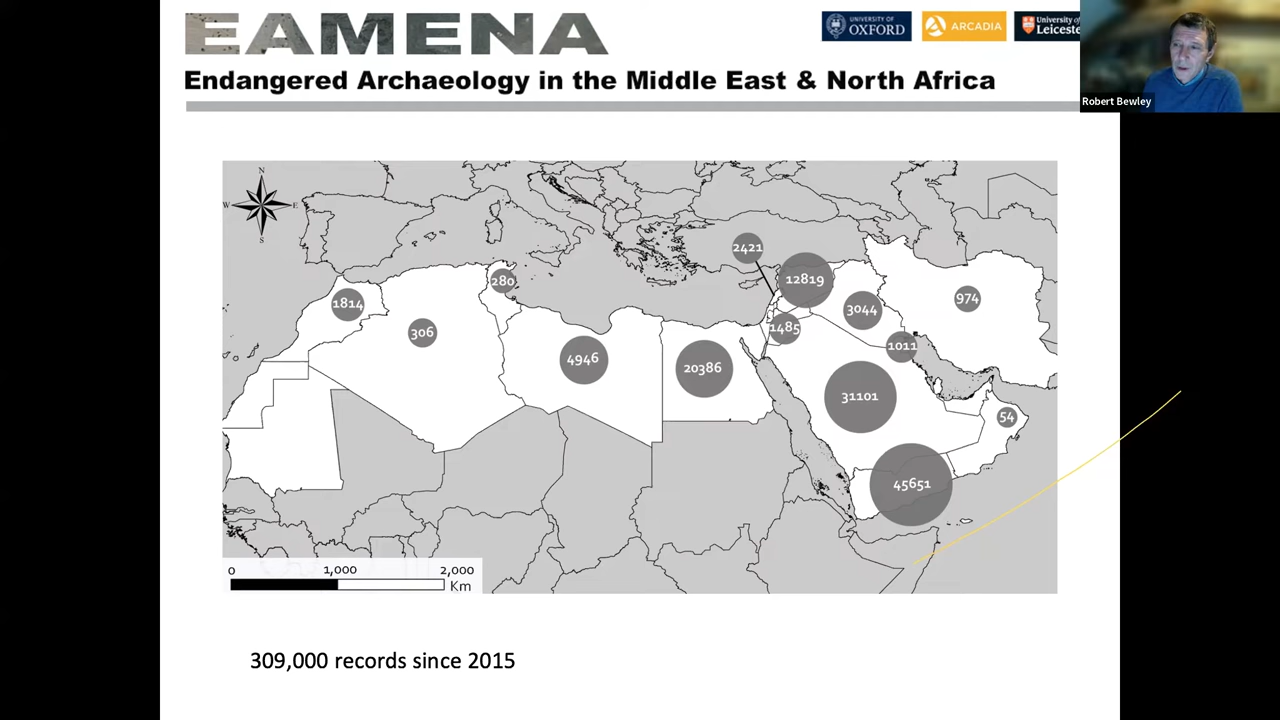 EAMENA
UNIVERSITY OF
OXFORD
ARCADIA
University of
Leicester
Robert Bewley
Endangered Archaeology in the Middle East & North Africa
N
W
E
S
2421
12819
280
1814
306
4946
20386
1485
3044
1011
974
31101
54
45651
0 1,000 2,000
Km
309,000 records since 2015